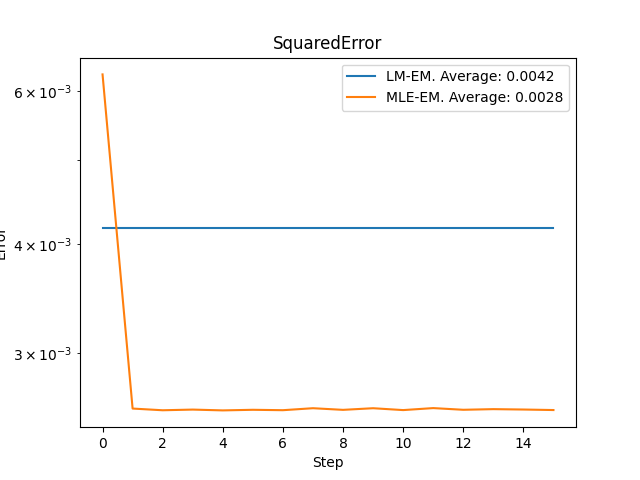 SquaredError
LM-EM. Average: 0.0042
MLE-EM. Average: 0.0028
6 × 10⁻³
4 × 10⁻³
3 × 10⁻³
Error
0 2 4 6 8 10 12 14
Step